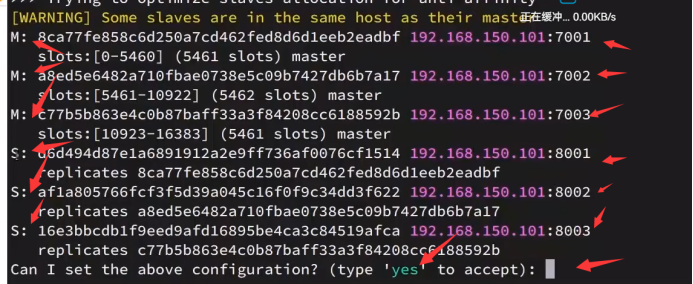 >>> Trying to optimize slaves allocation for anti-affinity
[WARNING] Some slaves are in the same host as their master
正在缓冲... 0.00KB/s
M: 8ca77fe858c6d250a7cd462fed8d6d1eeb2eadbf 192.168.150.101:7001
slots:[0-5460] (5461 slots) master
M: a8ed5e6482a710fbae0738e5c09b7427db6b7a17 192.168.150.101:7002
slots:[5461-10922] (5462 slots) master
M: c77b5b863e4c0b87baff33a3f84208cc6188592b 192.168.150.101:7003
slots:[10923-16383] (5461 slots) master
S: d6d494d87e1a6891912a2e9ff736af0076cf1514 192.168.150.101:8001
replicates 8ca77fe858c6d250a7cd462fed8d6d1eeb2eadbf
S: af1a805766fcf3f5d39a045c16f0f9c34dd3f622 192.168.150.101:8002
replicates a8ed5e6482a710fbae0738e5c09b7427db6b7a17
S: 16e3bbcdb1f9eed9afd16895be4ca3c84519afca 192.168.150.101:8003
replicates c77b5b863e4c0b87baff33a3f84208cc6188592b
Can I set the above configuration? (type 'yes' to accept):